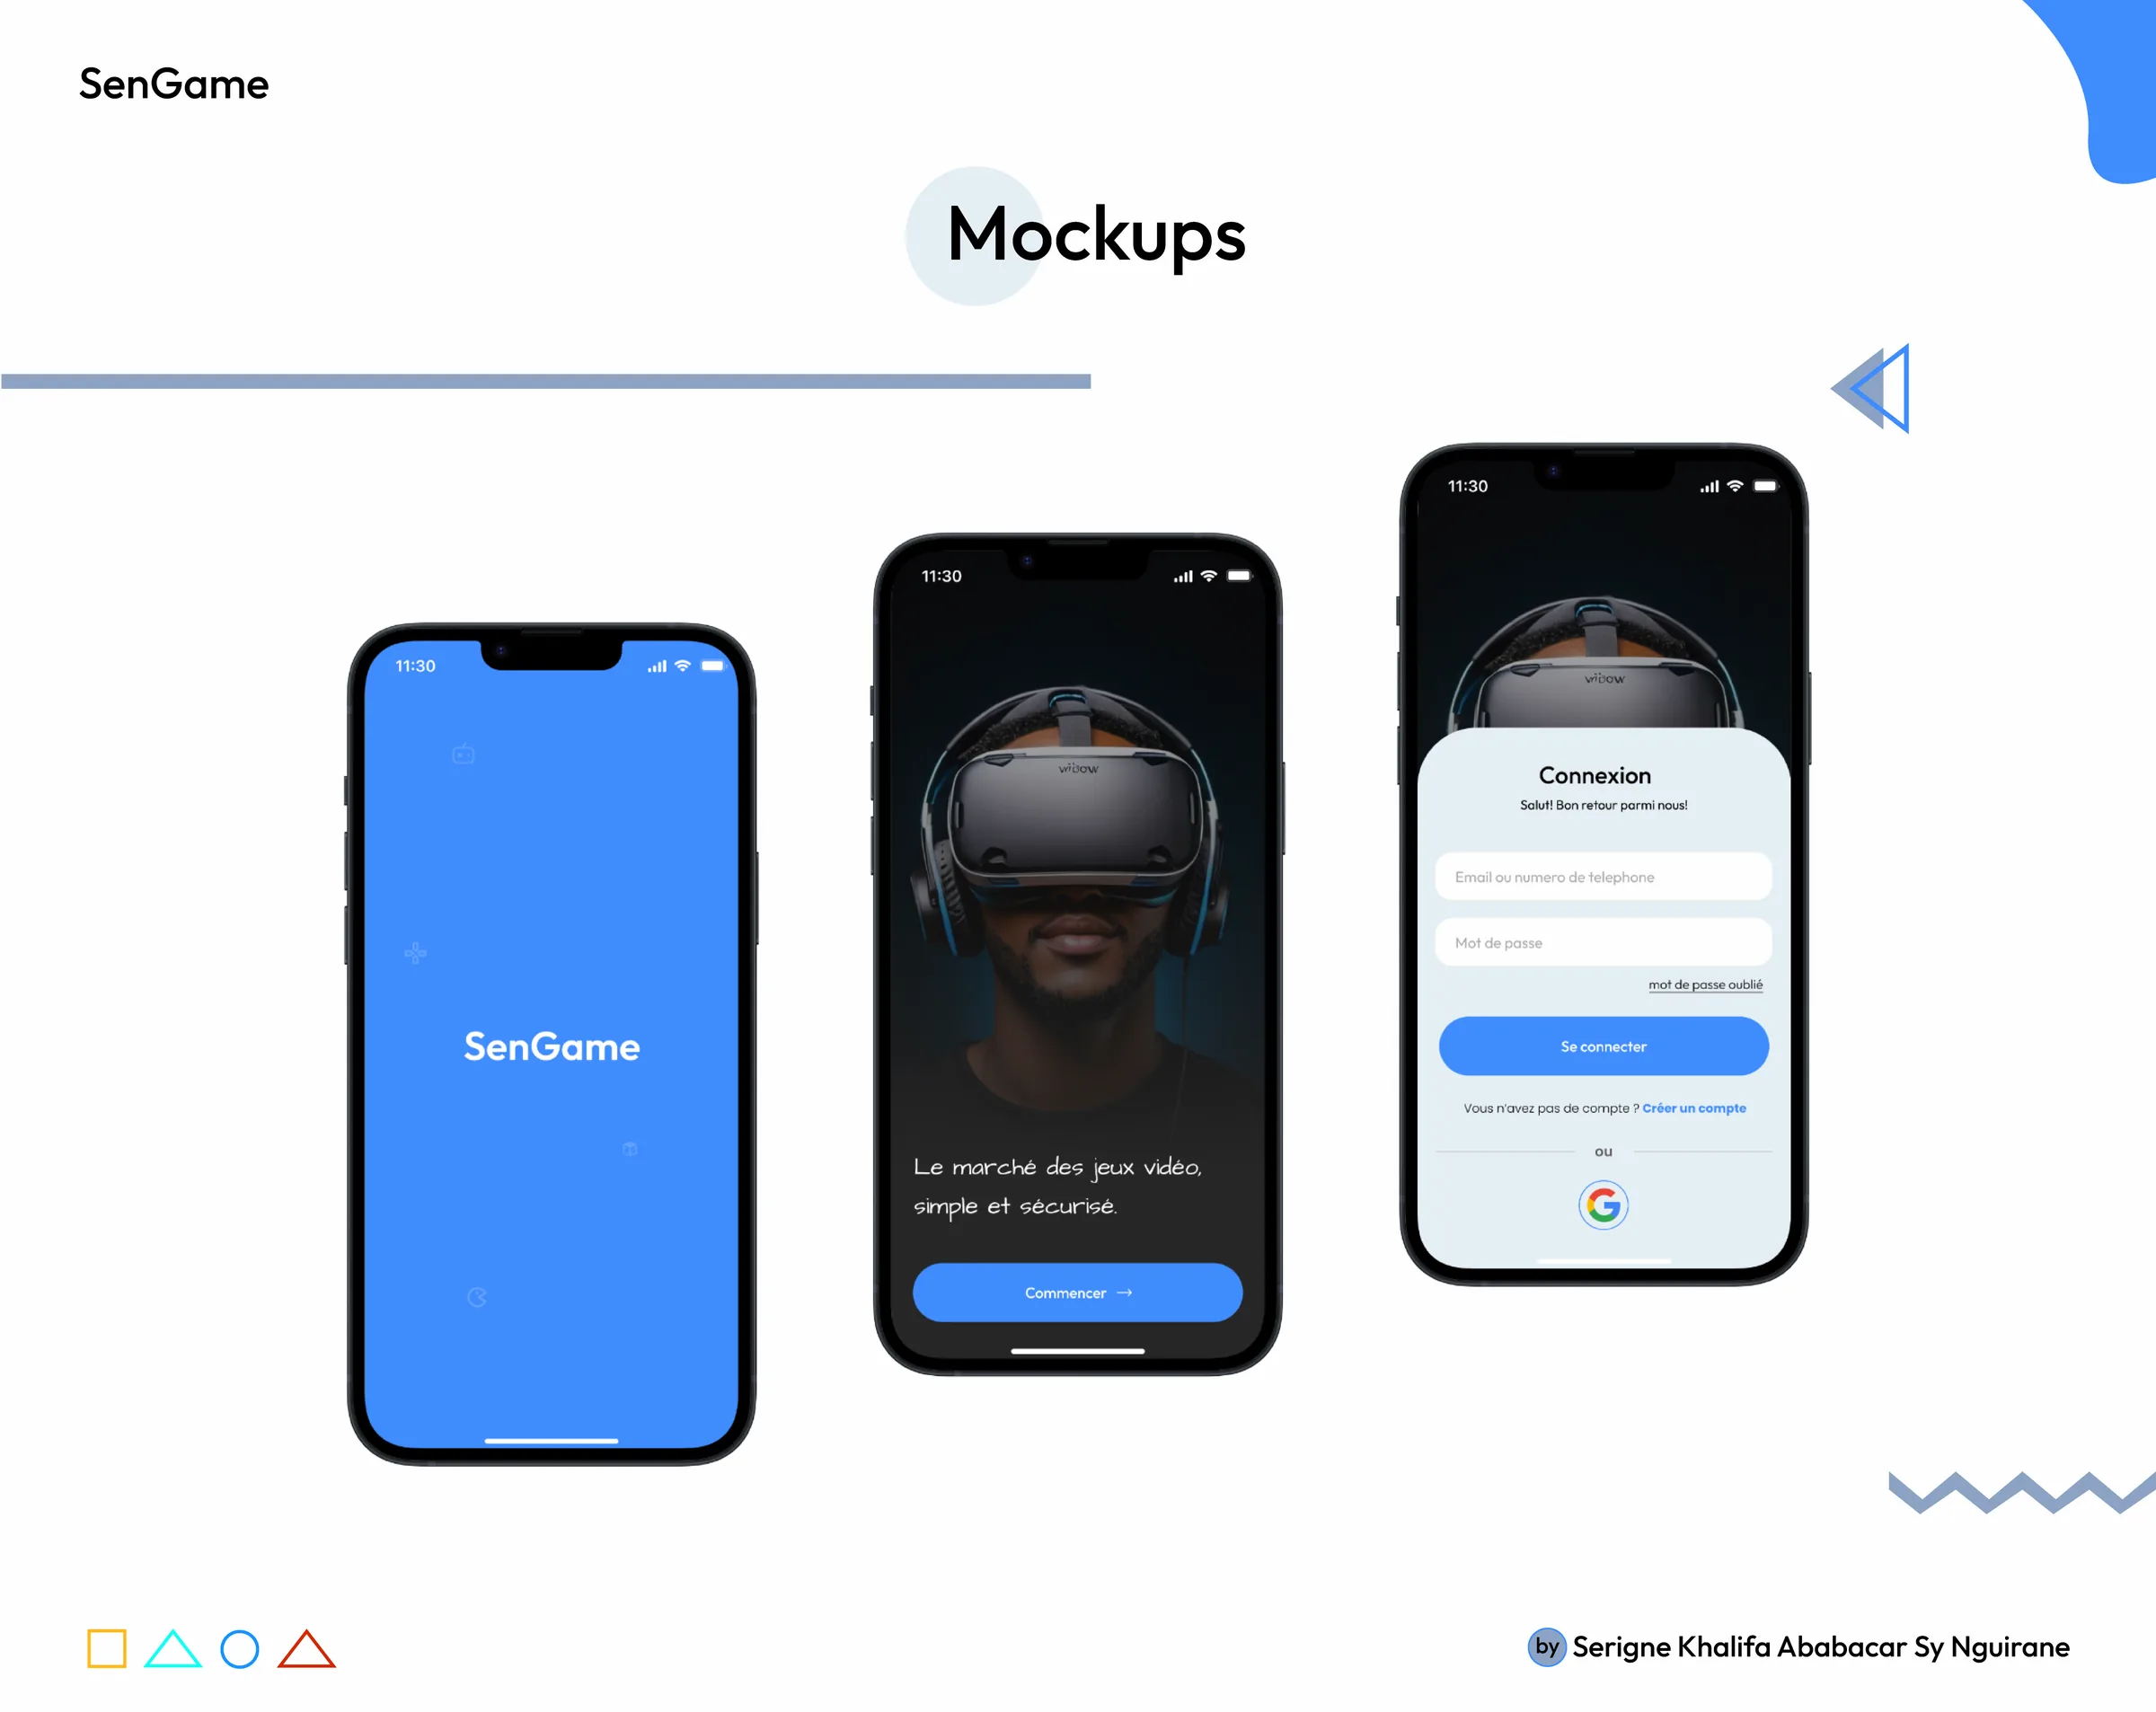 SenGame
Mockups
11:30
SenGame
11:30
Le marché des jeux vidéo,
simple et sécurisé.
Commencer →
11:30
Connexion
Salut! Bon retour parmi nous!
Email ou numero de telephone
Mot de passe
mot de passe oublié
Se connecter
Vous n'avez pas de compte ? Créer un compte
ou
by Serigne Khalifa Ababacar Sy Nguirane